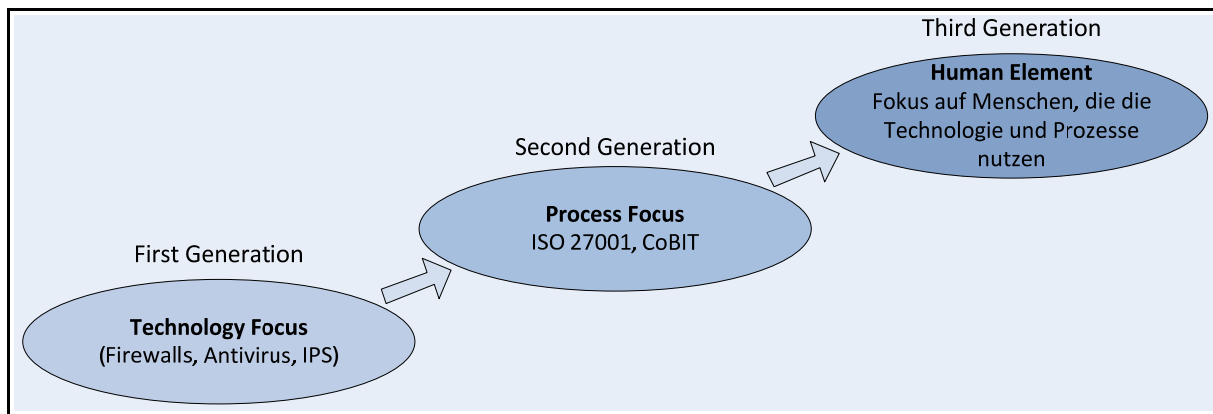 Third Generation
Human Element
Fokus auf Menschen, die die
Technologie und Prozesse
nutzen
Second Generation
Process Focus
ISO 27001, CoBIT
First Generation
Technology Focus
(Firewalls, Antivirus, IPS)